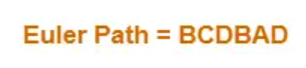 Euler Path = BCDBAD